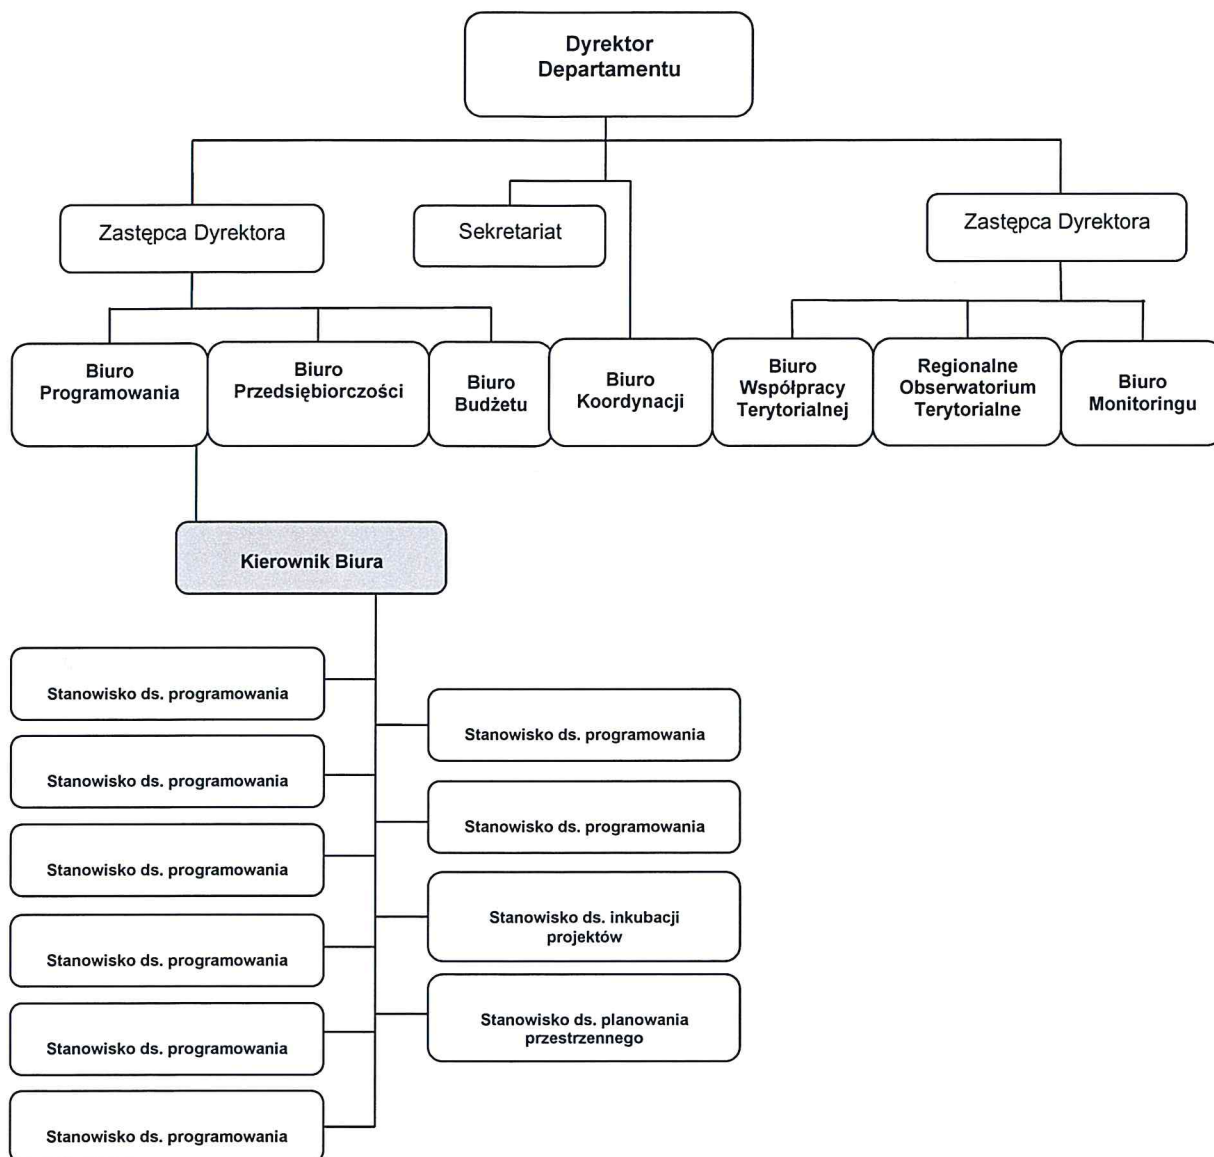 Dyrektor
Departamentu
Zastępca Dyrektora
Sekretariat
Zastępca Dyrektora
Biuro
Programowania
Biuro
Przedsiębiorczości
Biuro
Budżetu
Biuro
Koordynacji
Biuro
Współpracy
Terytorialnej
Regionalne
Obserwatorium
Terytorialne
Biuro
Monitoringu
Kierownik Biura
Stanowisko ds. programowania
Stanowisko ds. programowania
Stanowisko ds. programowania
Stanowisko ds. programowania
Stanowisko ds. programowania
Stanowisko ds. programowania
Stanowisko ds. programowania
Stanowisko ds. programowania
Stanowisko ds. inkubacji
projektów
Stanowisko ds. planowania
przestrzennego